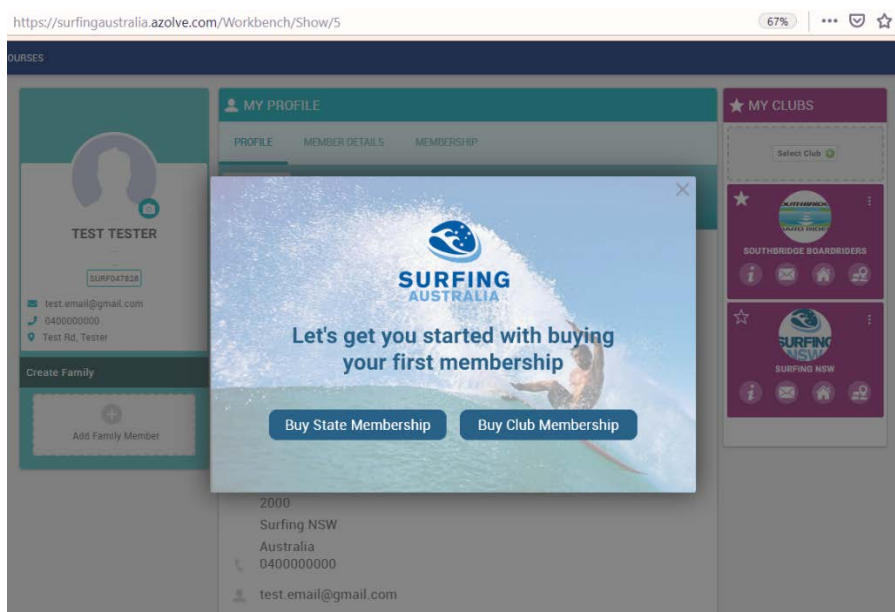 https://surfingaustralia.azolve.com/Workbench/Show/5
67%
OURSES
TEST TESTER
SURF047828
test.email@gmail.com
0400000000
Test Rd, Tester
Create Family
Add Family Member
MY PROFILE
PROFILE MEMBER DETAILS MEMBERSHIP
SURFING
AUSTRALIA
Let's get you started with buying
your first membership
Buy State Membership Buy Club Membership
2000
Surfing NSW
Australia
0400000000
test.email@gmail.com
MY CLUBS
Select Club
SOUTHBRIDGE BOARDRIDERS
SURFING
NSW
SURFING NSW